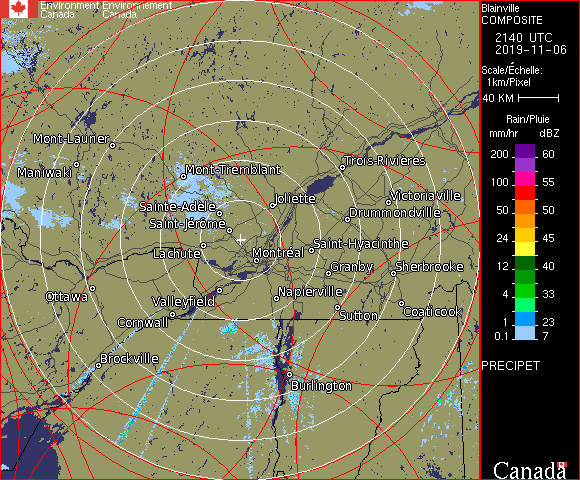 Environment Environnement
Canada Canada
Blainville
COMPOSITE
2140 UTC
2019-11-06
Scale/Échelle:
1km/Pixel
40 KM
Rain/Pluie
mm/hr dBZ
200 60
100 55
50 50
24 45
12 40
4 33
1 23
0.1 7
PRECIPET
Canada
Mont-Laurier
Maniwaki
Mont-Tremblant
Trois-Rivières
Sainte-Adèle
Joliette
Victoriaville
Saint-Jérôme
Drummondville
Lachute
Montréal
Saint-Hyacinthe
Granby
Sherbrooke
Ottawa
Valleyfield
Napierville
Cornwall
Sutton
Coaticook
Brockville
Burlington